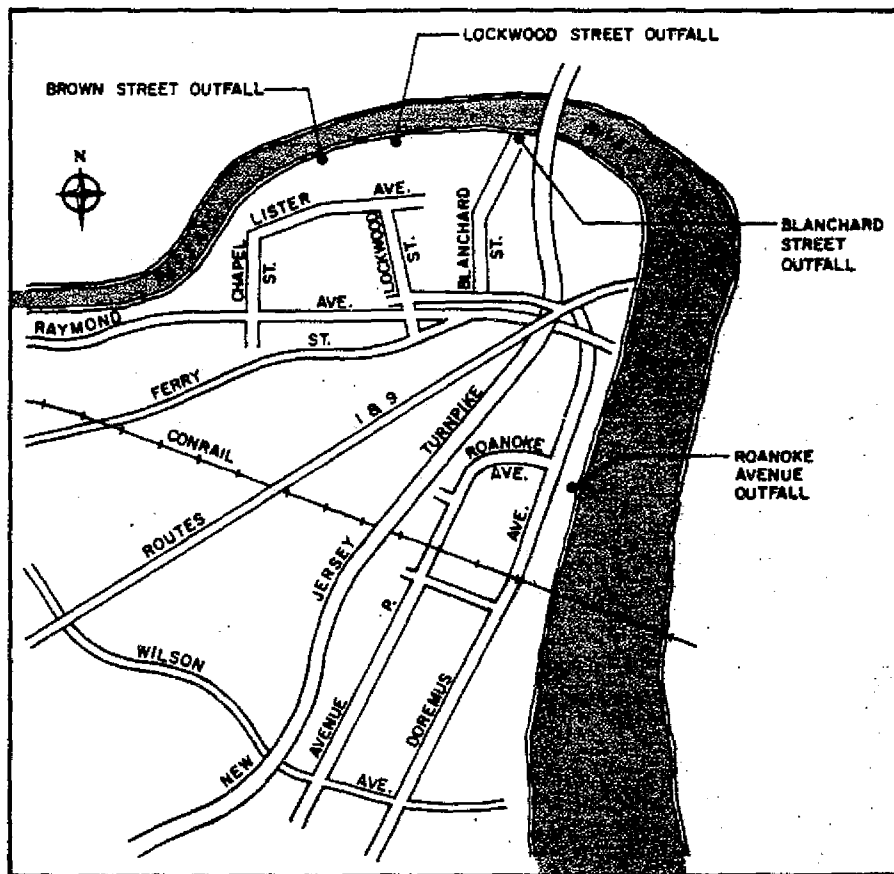 LOCKWOOD STREET OUTFALL
BROWN STREET OUTFALL
N
LISTER AVE.
CHAPEL ST.
LOCKWOOD ST.
BLANCHARD ST.
BLANCHARD
STREET
OUTFALL
RAYMOND AVE.
FERRY ST.
ROUTES 1 & 9
CONRAIL
NEW JERSEY TURNPIKE
ROANOKE
AVE.
ROANOKE
AVENUE
OUTFALL
WILSON AVE.
AVENUE P.
DOREMUS AVE.